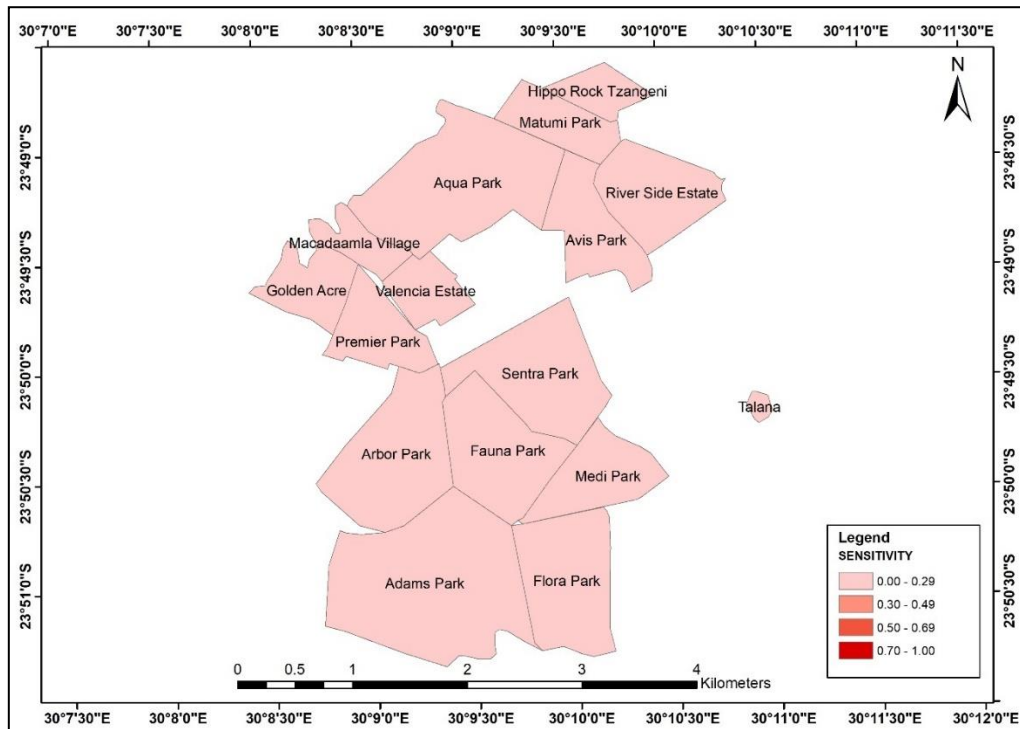 30°7'0"E 30°7'30"E 30°8'0"E 30°8'30"E 30°9'0"E 30°9'30"E 30°10'0"E 30°10'30"E 30°11'0"E 30°11'30"E
N
Hippo Rock Tzangeni
Matumi Park
23°49'0"S
23°48'30"S
Aqua Park
River Side Estate
Macadaamla Village
Avis Park
23°49'30"S
23°49'0"S
Golden Acre
Valencia Estate
Premier Park
23°50'0"S
23°49'30"S
Sentra Park
Talana
Arbor Park
Fauna Park
Medi Park
23°50'30"S
23°50'0"S
Adams Park
Flora Park
23°51'0"S
23°50'30"S
Legend
SENSITIVITY
0.00 - 0.29
0.30 - 0.49
0.50 - 0.69
0.70 - 1.00
0 0.5 1 2 3 4
Kilometers
30°7'30"E 30°8'0"E 30°8'30"E 30°9'0"E 30°9'30"E 30°10'0"E 30°10'30"E 30°11'0"E 30°11'30"E 30°12'0"E